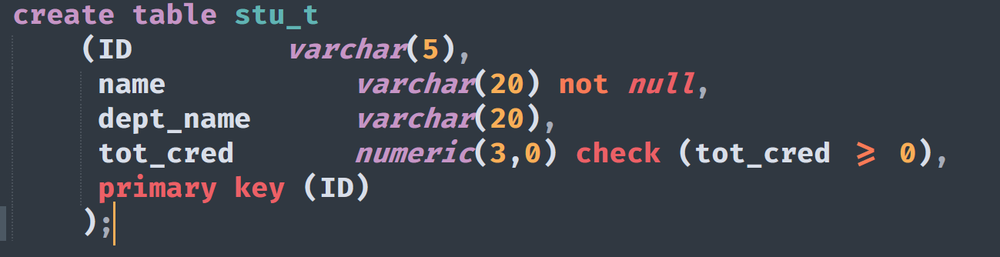 create table stu_t
(ID varchar(5),
name varchar(20) not null,
dept_name varchar(20),
tot_cred numeric(3,0) check (tot_cred ⩾ 0),
primary key (ID)
);